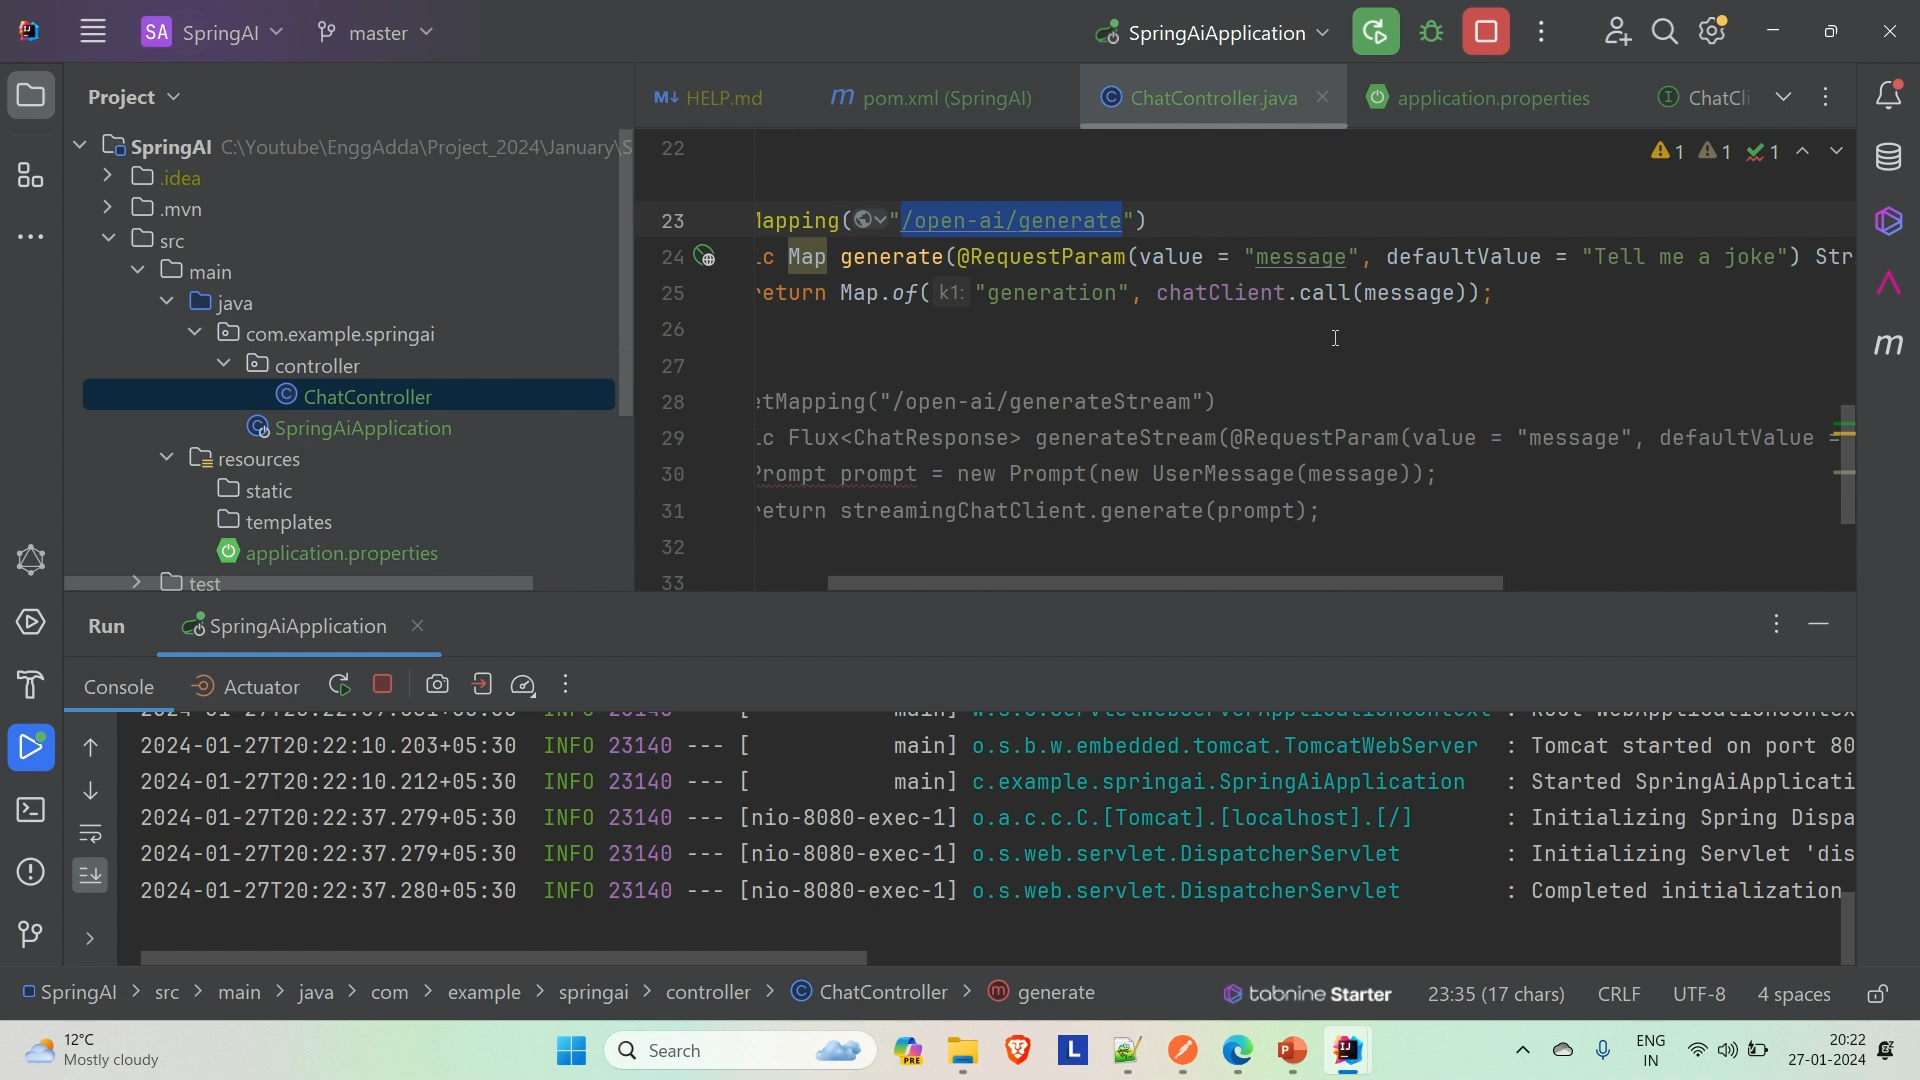 SA SpringAI master SpringAiApplication
Project
M↓ HELP.md
m pom.xml (SpringAI)
ChatController.java
application.properties
ChatCli
SpringAI C:\Youtube\EnggAdda\Project_2024\January\S
.idea
.mvn
src
main
java
com.example.springai
controller
ChatController
SpringAiApplication
resources
static
templates
application.properties
test
1 1 1
22
23 Mapping("/open-ai/generate")
24 ic Map generate(@RequestParam(value = "message", defaultValue = "Tell me a joke") Str
25 return Map.of( k1: "generation", chatClient.call(message));
26
27
28 etMapping("/open-ai/generateStream")
29 ic Flux<ChatResponse> generateStream(@RequestParam(value = "message", defaultValue =
30 Prompt prompt = new Prompt(new UserMessage(message));
31 return streamingChatClient.generate(prompt);
32
33
m
Run SpringAiApplication
Console Actuator
2024-01-27T20:22:10.203+05:30 INFO 23140 --- [ main] o.s.b.w.embedded.tomcat.TomcatWebServer : Tomcat started on port 80
2024-01-27T20:22:10.212+05:30 INFO 23140 --- [ main] c.example.springai.SpringAiApplication : Started SpringAiApplicati
2024-01-27T20:22:37.279+05:30 INFO 23140 --- [nio-8080-exec-1] o.a.c.c.C.[Tomcat].[localhost].[/] : Initializing Spring Dispa
2024-01-27T20:22:37.279+05:30 INFO 23140 --- [nio-8080-exec-1] o.s.web.servlet.DispatcherServlet : Initializing Servlet 'dis
2024-01-27T20:22:37.280+05:30 INFO 23140 --- [nio-8080-exec-1] o.s.web.servlet.DispatcherServlet : Completed initialization
SpringAI > src > main > java > com > example > springai > controller > ChatController > generate
tabnine Starter 23:35 (17 chars) CRLF UTF-8 4 spaces
12°C
Mostly cloudy
Search
PRE
L
ENG
IN
20:22
27-01-2024